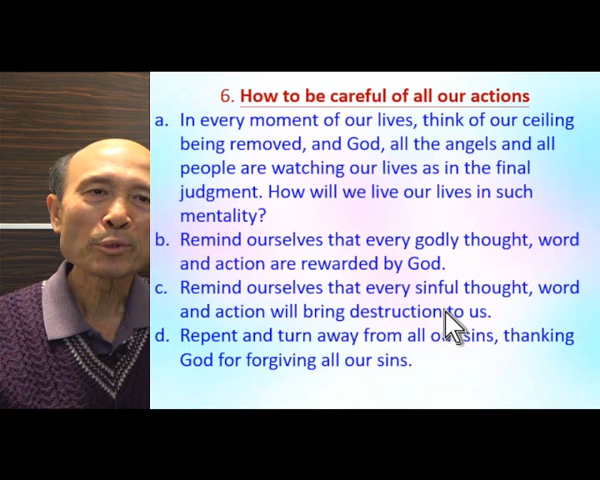 6. How to be careful of all our actions
a. In every moment of our lives, think of our ceiling
being removed, and God, all the angels and all
people are watching our lives as in the final
judgment. How will we live our lives in such
mentality?
b. Remind ourselves that every godly thought, word
and action are rewarded by God.
c. Remind ourselves that every sinful thought, word
and action will bring destruction to us.
d. Repent and turn away from all our sins, thanking
God for forgiving all our sins.